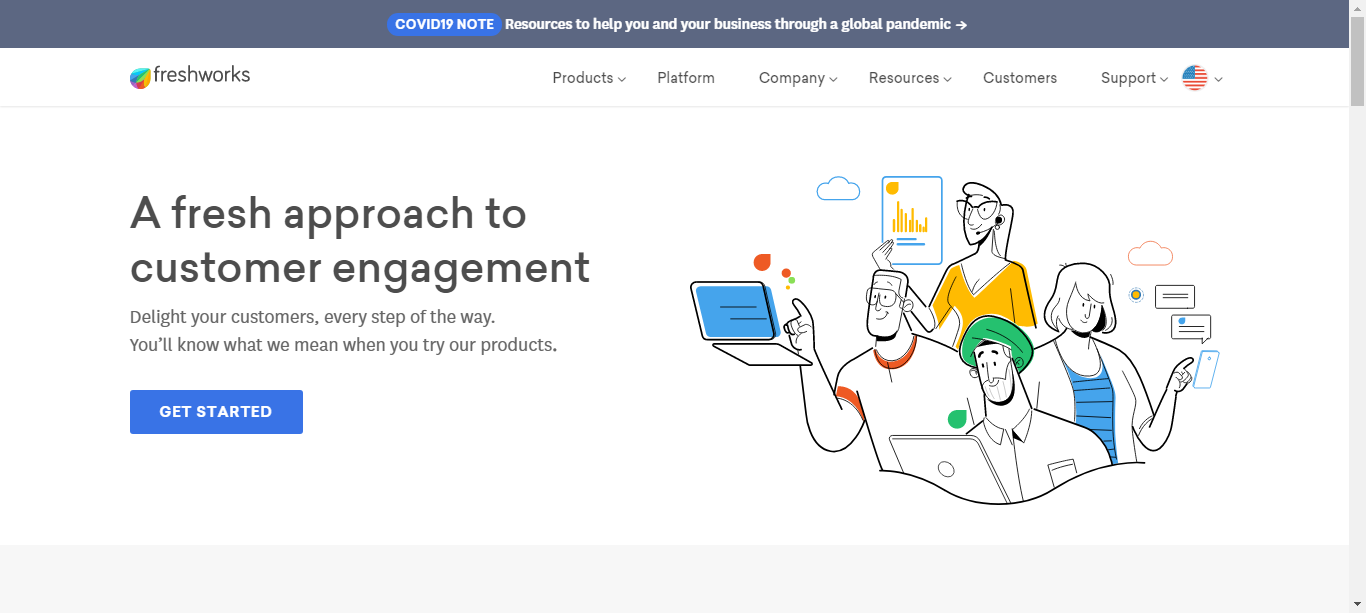 COVID19 NOTE Resources to help you and your business through a global pandemic →
freshworks Products Platform Company Resources Customers Support
A fresh approach to
customer engagement
Delight your customers, every step of the way.
You’ll know what we mean when you try our products.
GET STARTED